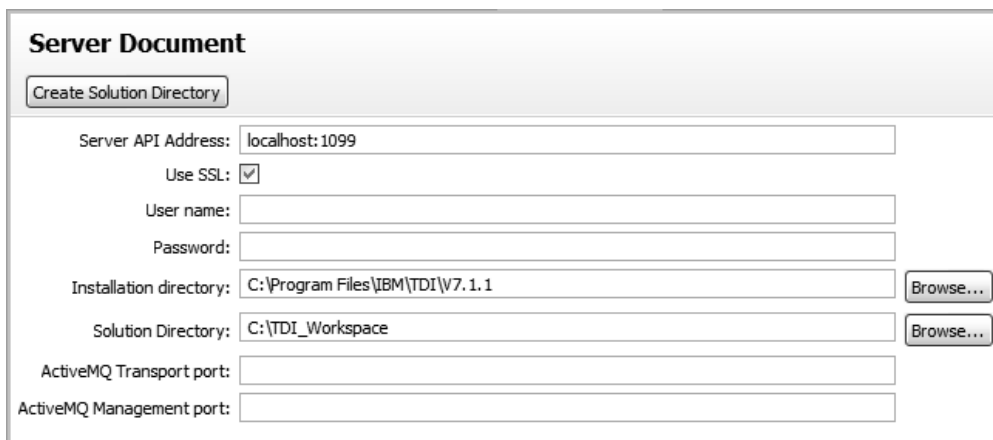 Server Document
Create Solution Directory
Server API Address: localhost:1099
Use SSL:
User name:
Password:
Installation directory: C:\Program Files\IBM\TDI\V7.1.1 Browse...
Solution Directory: C:\TDI_Workspace Browse...
ActiveMQ Transport port:
ActiveMQ Management port: